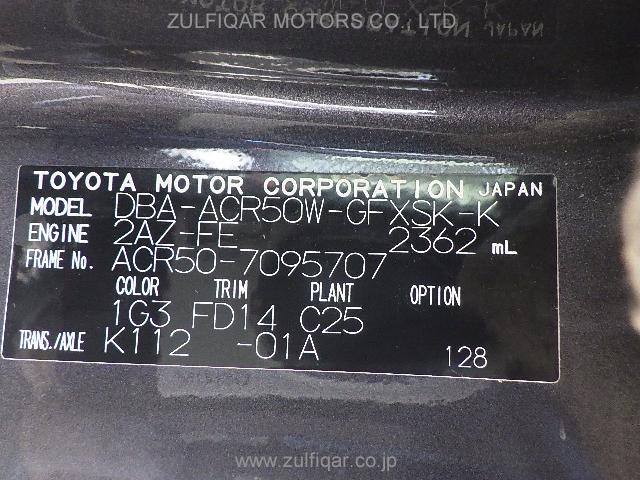 ZULFIQAR MOTORS CO.,LTD.
TOYOTA MOTOR CORPORATION JAPAN
MODEL DBA-ACR50W-GFXSK-K
ENGINE 2AZ-FE 2362 mL
FRAME No. ACR50-7095707
COLOR TRIM PLANT OPTION
1G3 FD14 C25
TRANS./AXLE K112 -01A 128
www.zulfiqar.co.jp